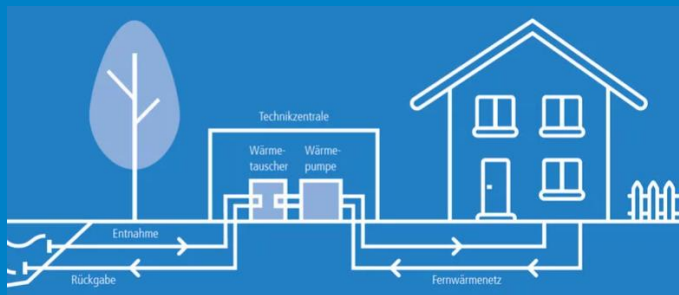 Technikzentrale
Wärme-
tauscher
Wärme-
pumpe
Entnahme
Rückgabe
Fernwärmenetz